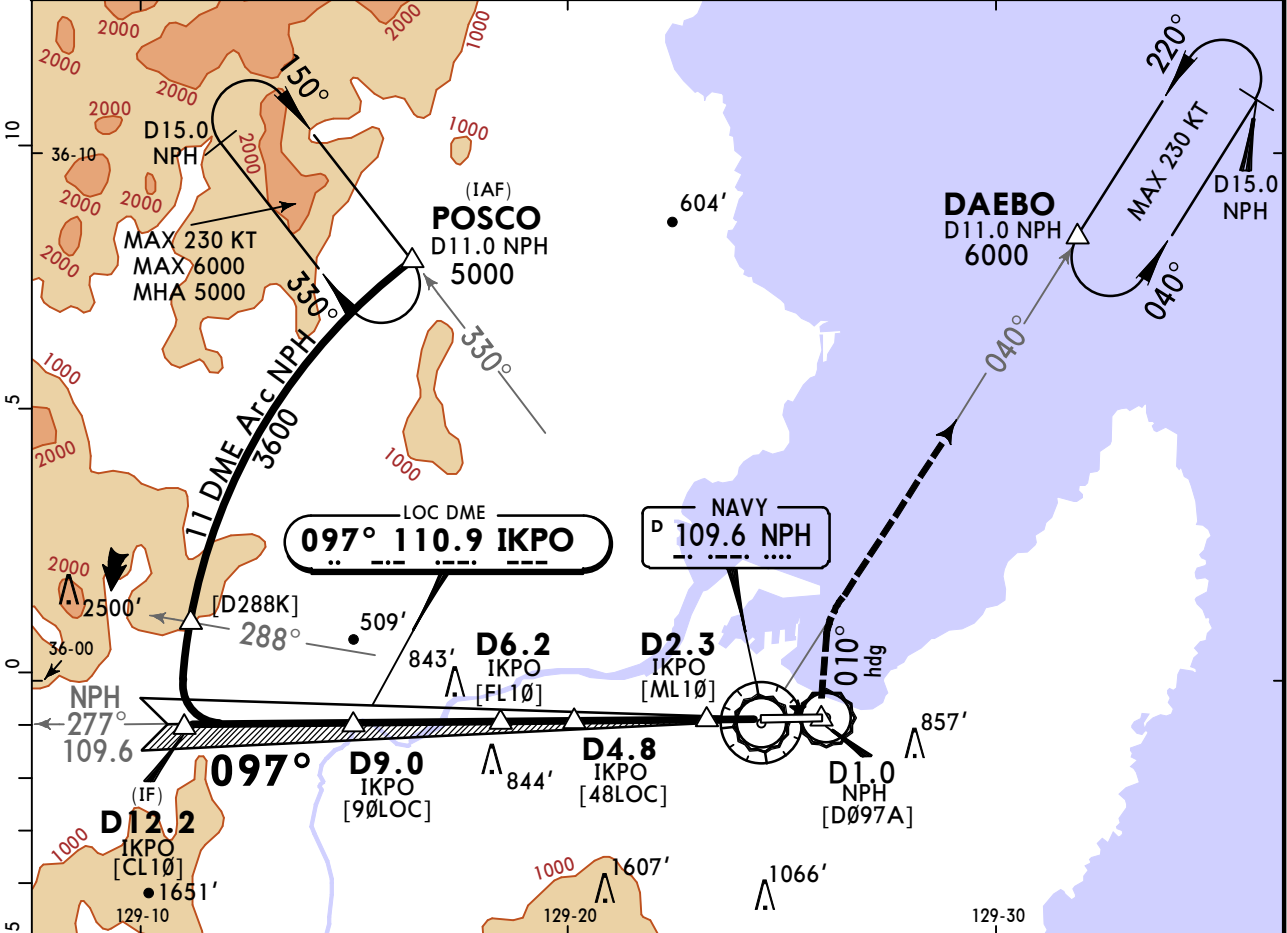 2000
2000
2000
1000
2000
2000
2000
2000
2000
2000
2000
1000
1000
1000
2000
2000
1000
1000
10
5
0
5
36-10
36-00
129-10
129-20
129-30
150°
D15.0
NPH
MAX 230 KT
MAX 6000
MHA 5000
330°
(IAF)
POSCO
D11.0 NPH
5000
330°
604'
220°
MAX 230 KT
D15.0
NPH
DAEBO
D11.0 NPH
6000
040°
040°
11 DME Arc NPH
3600
LOC DME
097° 110.9 IKPO
NAVY
D 109.6 NPH
2500'
[D288K]
288°
509'
843'
D6.2
IKPO
[FL1Ø]
D2.3
IKPO
[ML1Ø]
010°
hdg
NPH
277°
109.6
097°
D9.0
IKPO
[9ØLOC]
844'
D4.8
IKPO
[48LOC]
857'
D1.0
NPH
[DØ97A]
(IF)
D12.2
IKPO
[CL1Ø]
1651'
1607'
1066'